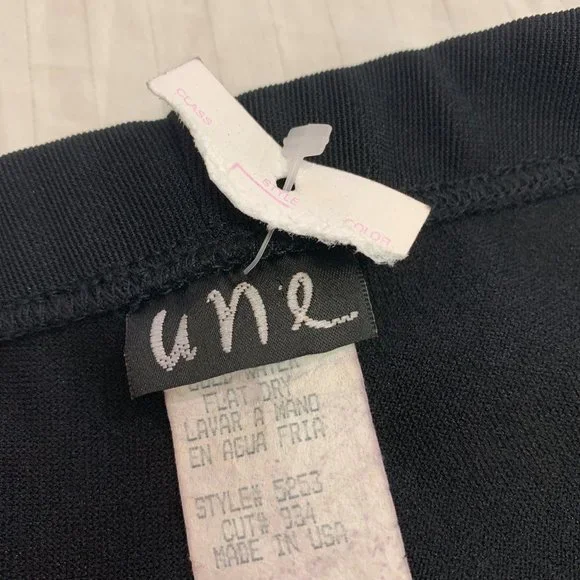 CLASS
STYLE
COLOR
une
COLD WATER
FLAT DRY
LAVAR A MANO
EN AGUA FRIA
STYLE# 5253
CUT# 934
MADE IN USA